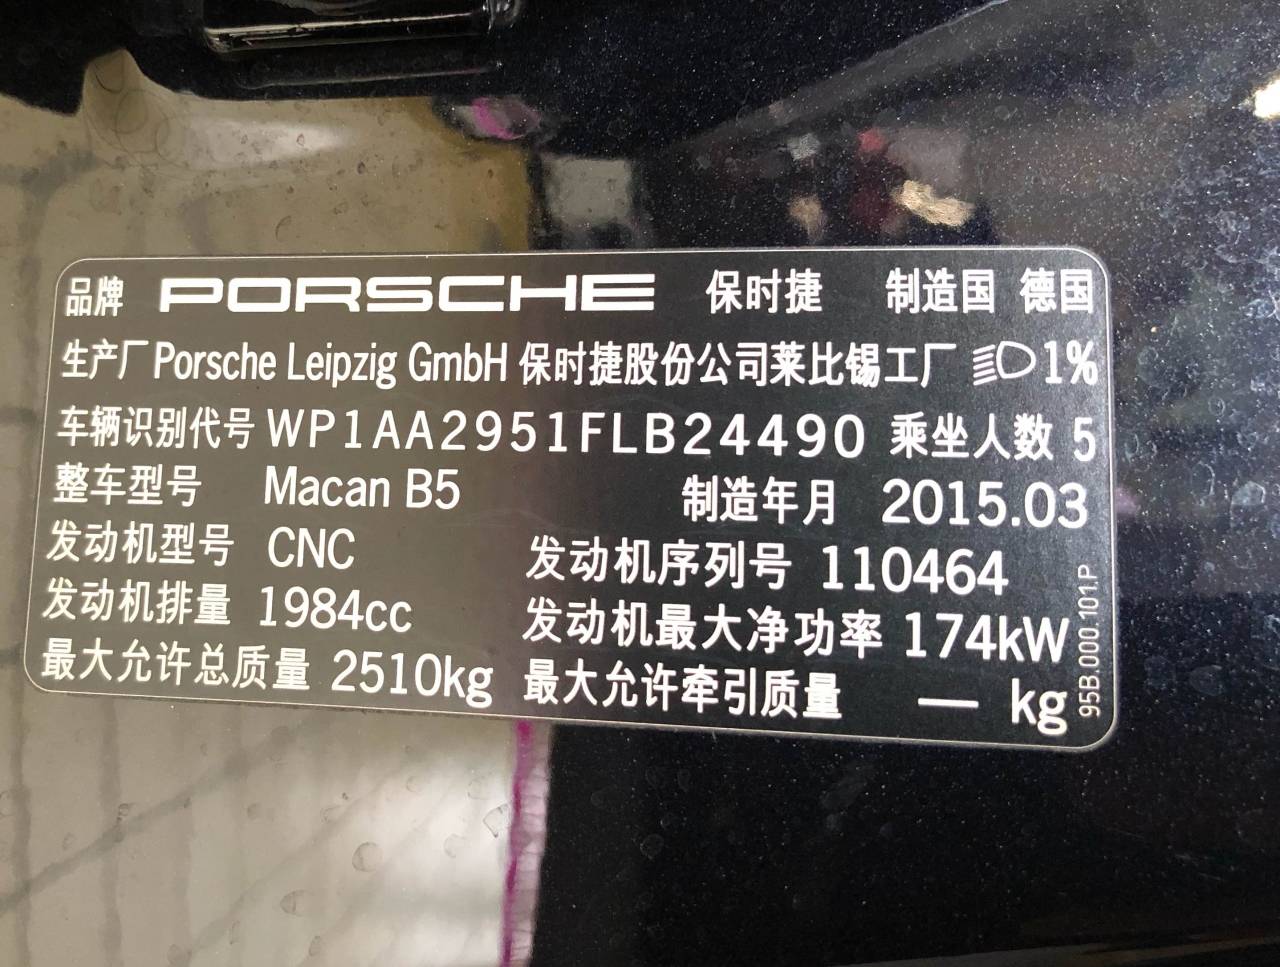 品牌 PORSCHE 保时捷 制造国 德国
生产厂 Porsche Leipzig GmbH 保时捷股份公司莱比锡工厂 1%
车辆识别代号 WP1AA2951FLB24490 乘坐人数 5
整车型号 Macan B5 制造年月 2015.03
发动机型号 CNC 发动机序列号 110464
发动机排量 1984cc 发动机最大净功率 174kW
最大允许总质量 2510kg 最大允许牵引质量 — kg
95B.000.101.P